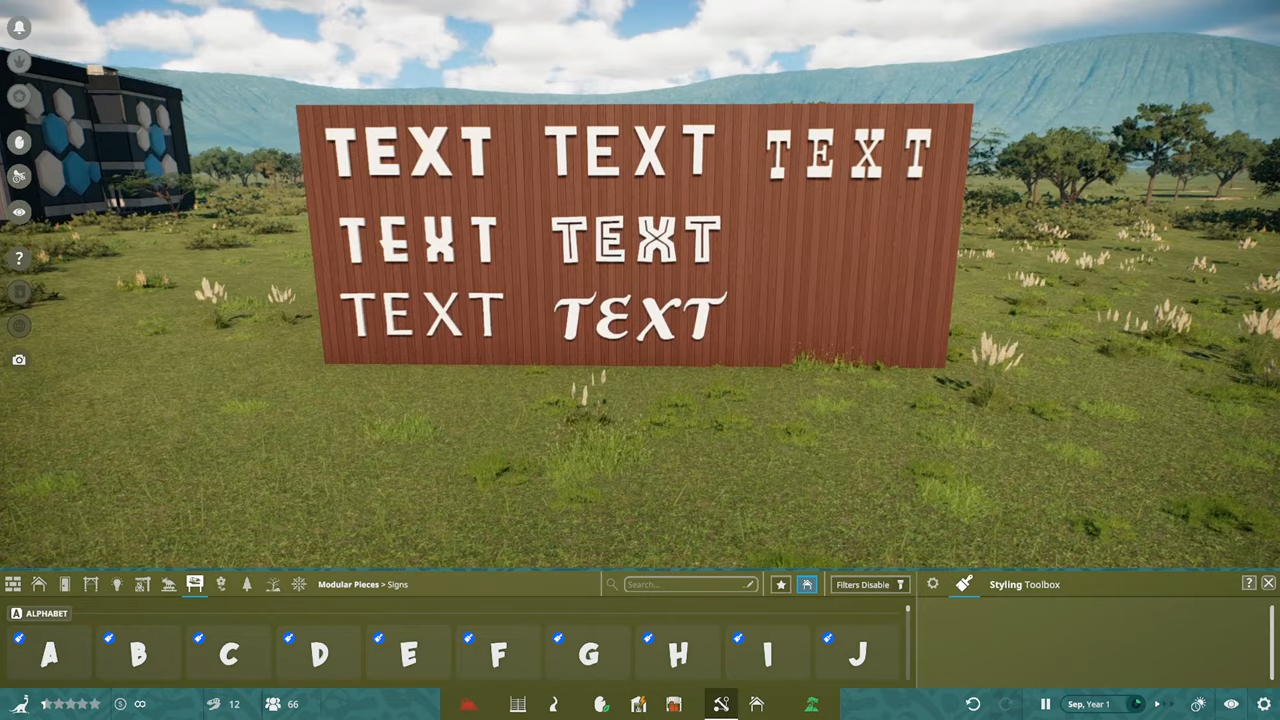 TEXT TEXT TEXT
TEXT TEXT
TEXT TEXT
Modular Pieces > Signs
Search...
Filters Disable
Styling Toolbox
?
A ALPHABET
A B C D E F G H I J
12
66
Sep, Year 1